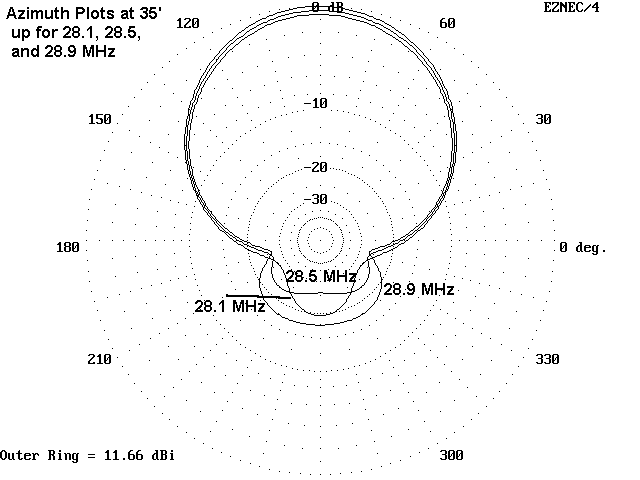 Azimuth Plots at 35'
up for 28.1, 28.5,
and 28.9 MHz
0 dB
EZNEC/4
120
60
-10
150
30
-20
-30
180
0 deg.
28.5 MHz
28.9 MHz
28.1 MHz
210
330
Outer Ring = 11.66 dBi
300